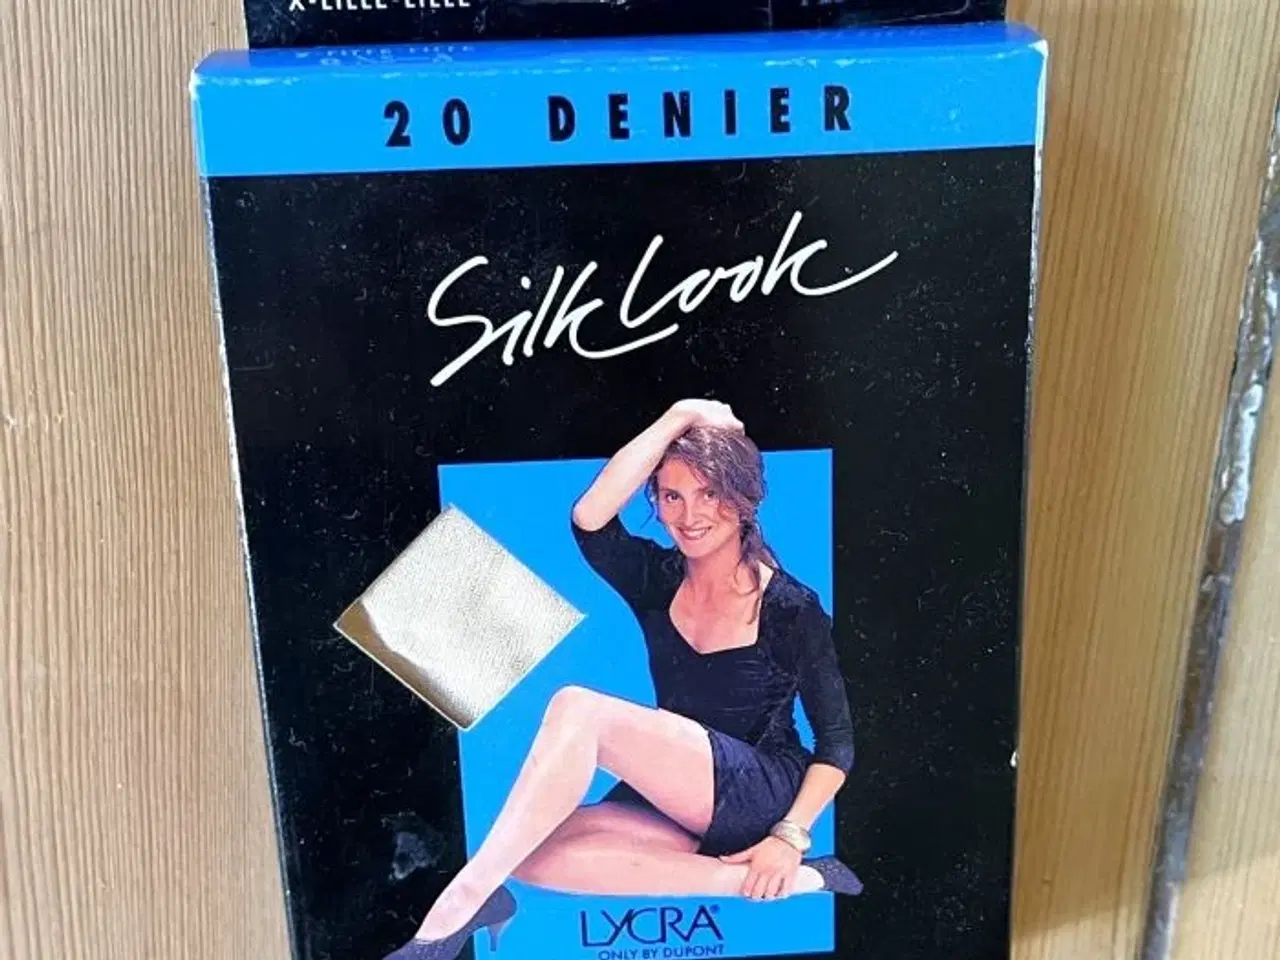 X-LILLE-LILLE
20 DENIER
Silk Look
LYCRA®
ONLY BY DUPONT